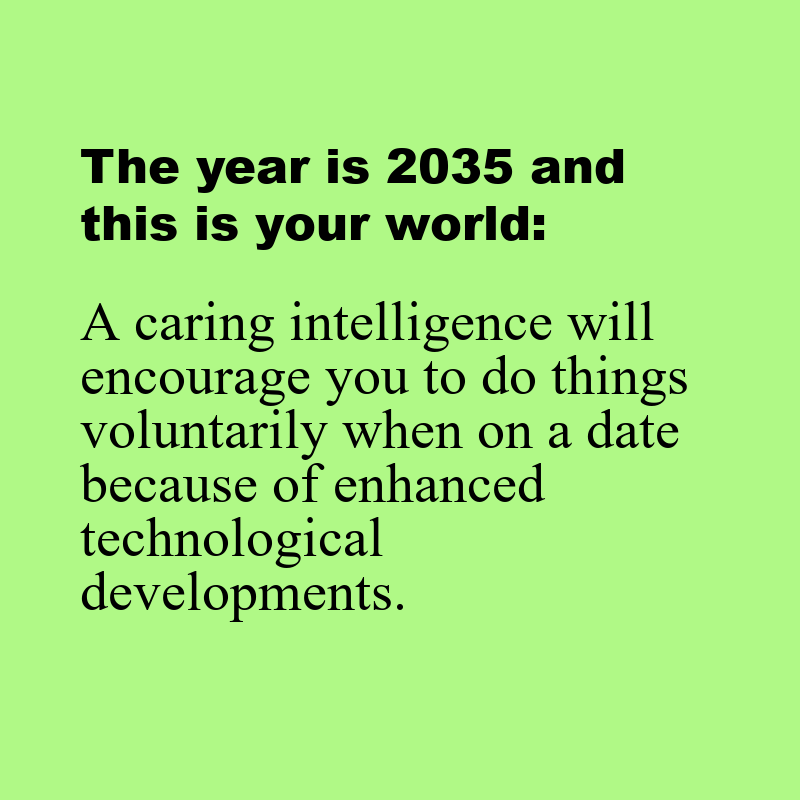 The year is 2035 and
this is your world:
A caring intelligence will
encourage you to do things
voluntarily when on a date
because of enhanced
technological
developments.